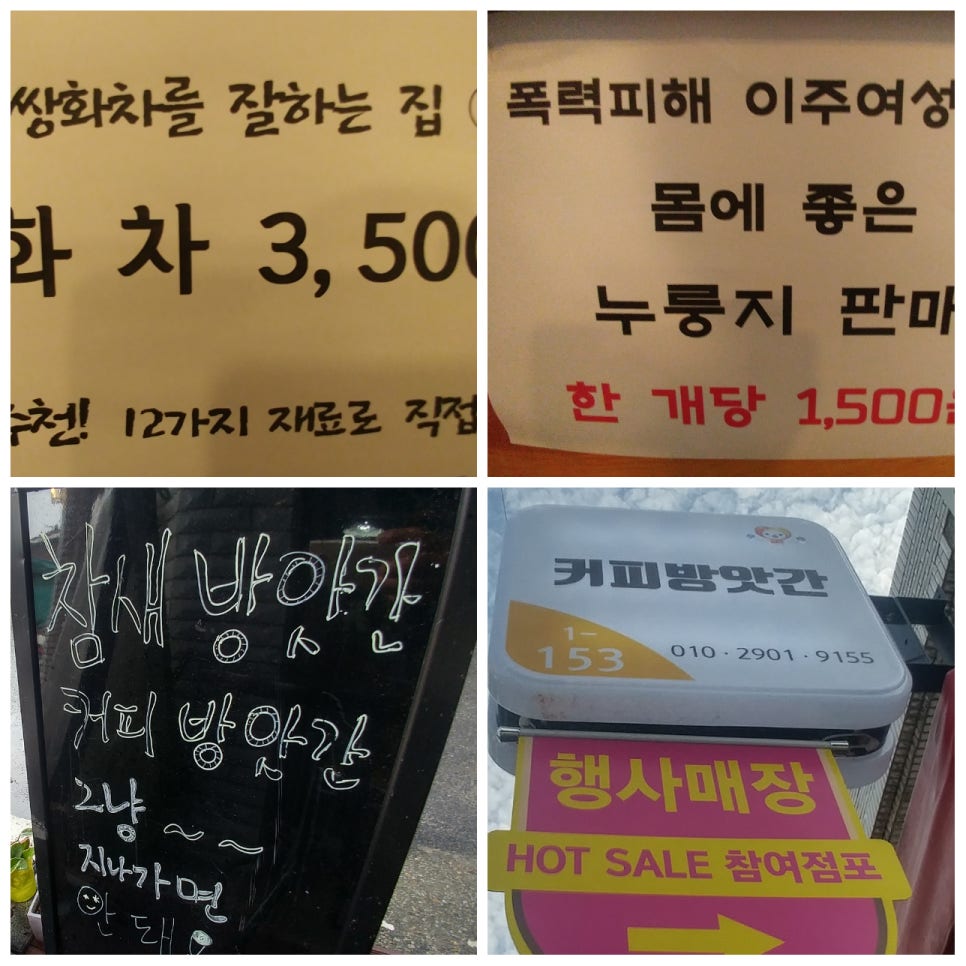 쌍화차를 잘하는 집
화 차 3,500
추천! 12가지 재료로 직접
폭력피해 이주여성
몸에 좋은
누룽지 판매
한 개당 1,500원
참새 방앗간
커피 방앗간
그냥 ~ ~
지나가면
안 돼
커피방앗간
1-
153
010·2901·9155
행사매장
HOT SALE 참여점포